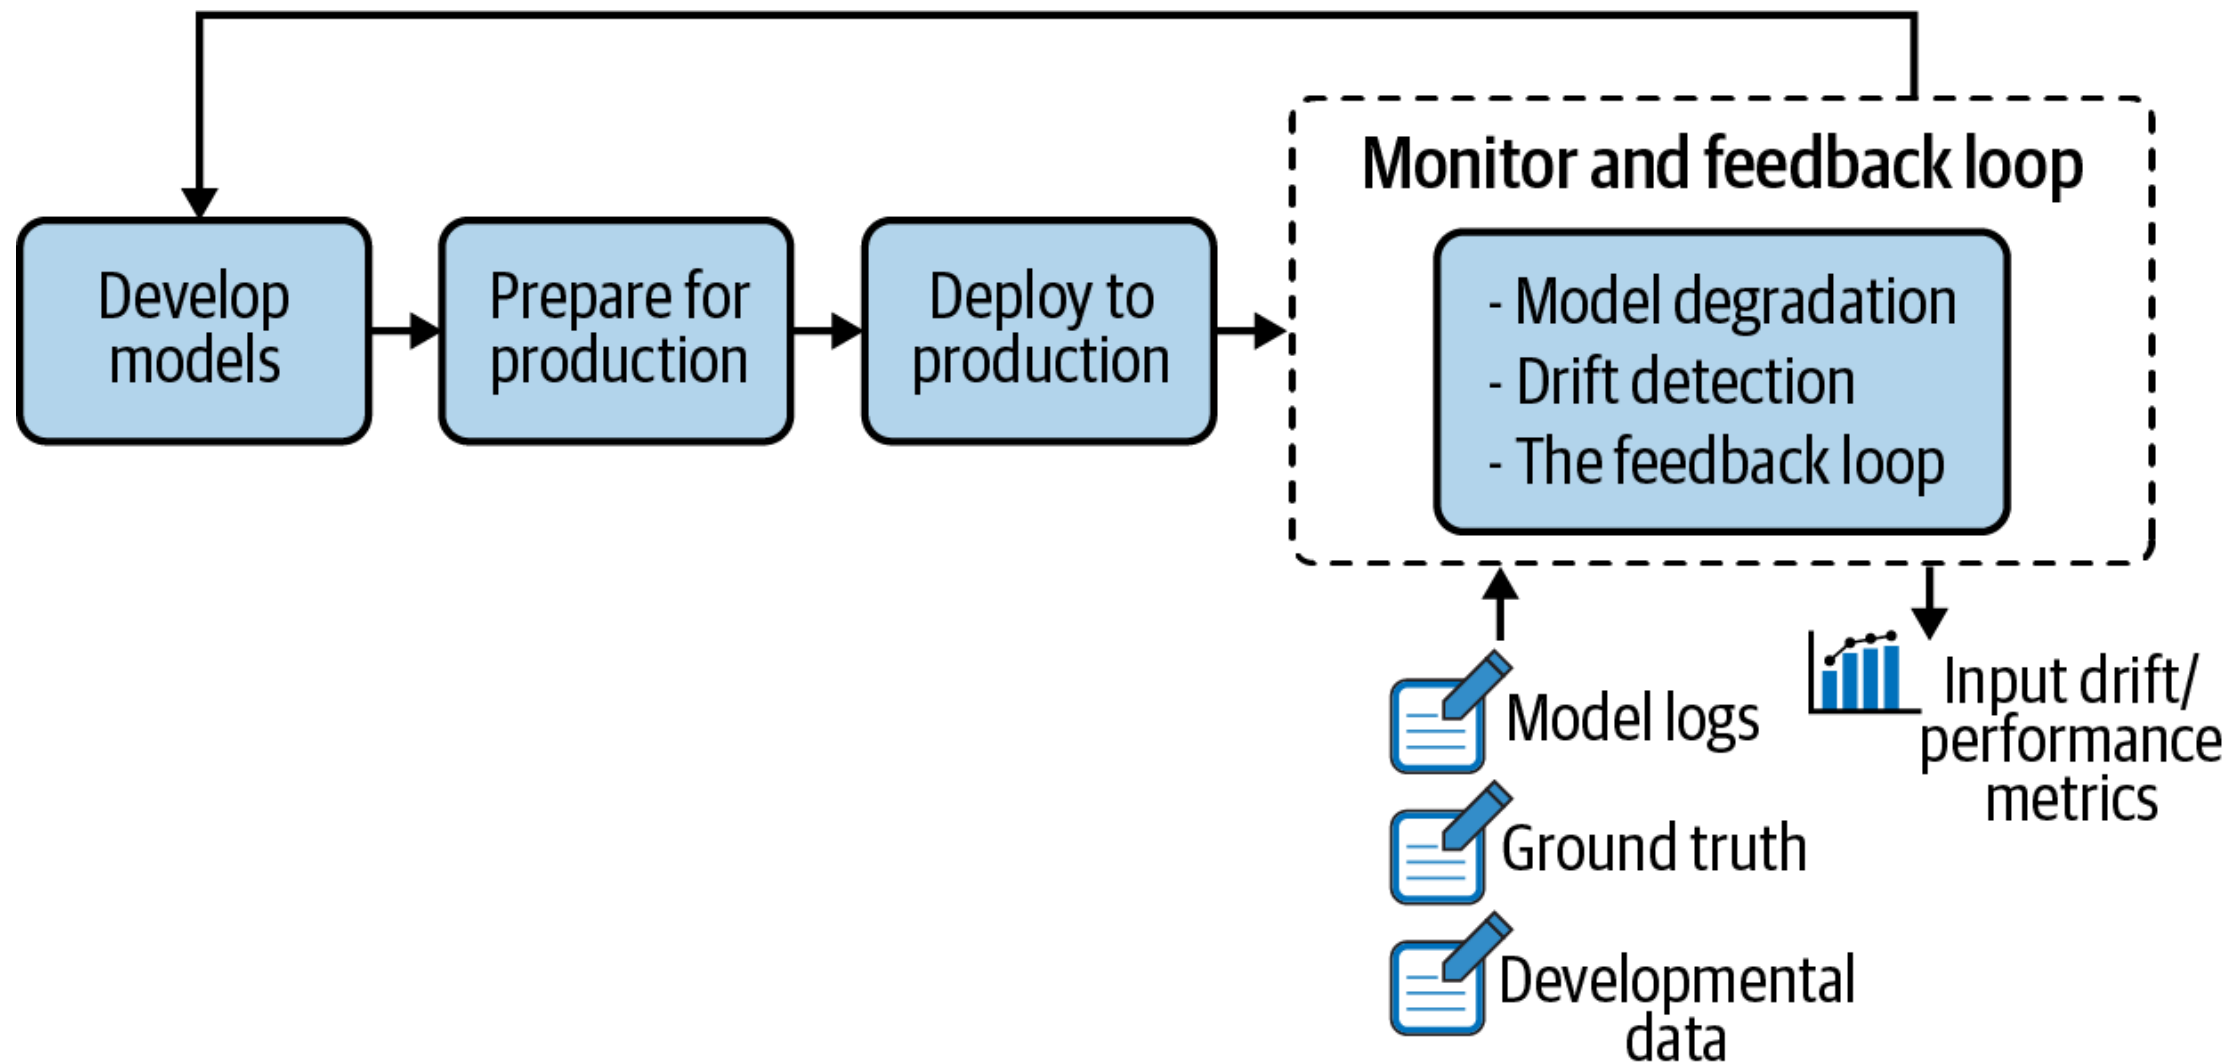 Monitor and feedback loop
Develop
models
Prepare for
production
Deploy to
production
- Model degradation
- Drift detection
- The feedback loop
Model logs
Ground truth
Developmental
data
Input drift/
performance
metrics